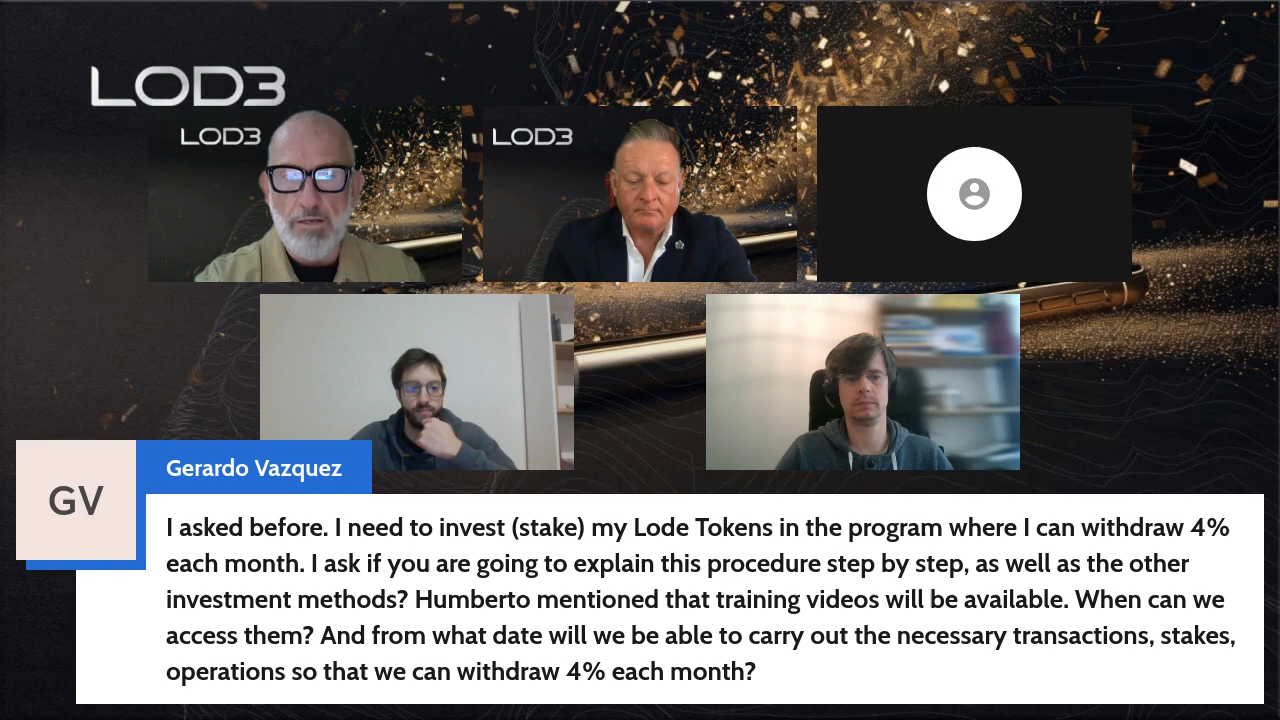 LOD3
LOD3
LOD3
GV
Gerardo Vazquez
I asked before. I need to invest (stake) my Lode Tokens in the program where I can withdraw 4%
each month. I ask if you are going to explain this procedure step by step, as well as the other
investment methods? Humberto mentioned that training videos will be available. When can we
access them? And from what date will we be able to carry out the necessary transactions, stakes,
operations so that we can withdraw 4% each month?